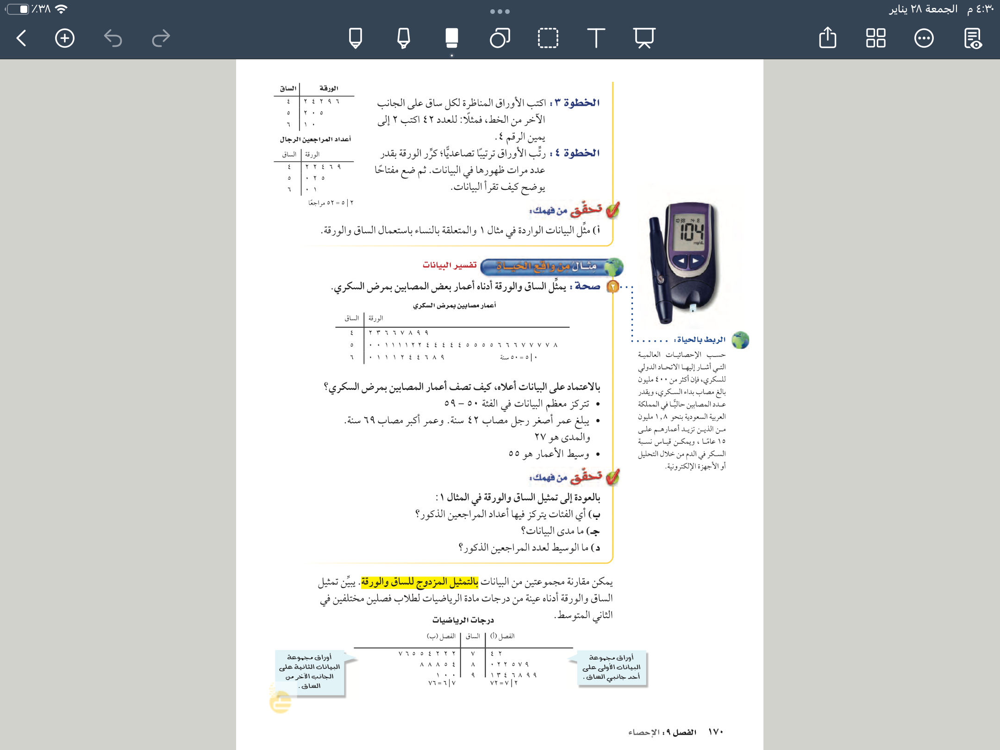 ٤:٣٠ م الجمعة ٢٨ يناير
٪٣٨
الساق الورقة
٤ ٢ ٤ ٢ ٩ ٦
٥ ٢ ٠ ٥
٦ ١ ٠
الخطوة ٣: اكتب الأوراق المناظرة لكل ساق على الجانب
الآخر من الخط، فمثلًا: للعدد ٤٢ اكتب ٢ إلى
يمين الرقم ٤.
أعداد المراجعين الرجال
الساق الورقة
٤ ٢ ٢ ٤ ٦ ٩
٥ ٠ ٢ ٥
٦ ٠ ١
٢ | ٥ = ٥٢ مراجعًا
الخطوة ٤: رتِّب الأوراق ترتيبًا تصاعديًّا؛ كرِّر الورقة بقدر
عدد مرات ظهورها في البيانات. ثم ضع مفتاحًا
يوضح كيف تقرأ البيانات.
تحقَّق من فهمك:
أ) مثِّل البيانات الواردة في مثال ١ والمتعلقة بالنساء باستعمال الساق والورقة.
10:38 14- 8
104
mg/dL
مثال من واقع الحياة تفسير البيانات
٢ صحة: يمثِّل الساق والورقة أدناه أعمار بعض المصابين بمرض السكري.
أعمار مصابين بمرض السكري
الساق الورقة
٤ ٢ ٣ ٦ ٦ ٧ ٨ ٩ ٩
٥ ٠ ٠ ١ ١ ١ ١ ٢ ٢ ٤ ٤ ٤ ٤ ٤ ٥ ٥ ٥ ٥ ٦ ٦ ٦ ٧ ٧ ٧ ٧ ٨
٦ ٠ ١ ١ ١ ٢ ٤ ٤ ٦ ٨ ٩
٠ | ٥ = ٥٠ سنة
الربط بالحياة:
حسب الإحصائيات العالمية
التي أشار إليها الاتحاد الدولي
للسكري، فإن أكثر من ٤٠٠ مليون
بالغ مصاب بداء السكري، ويقدر
عدد المصابين حاليًّا في المملكة
العربية السعودية بنحو ١,٨ مليون
من الذين تزيد أعمارهم على
١٥ عامًا، ويمكن قياس نسبة
السكر في الدم من خلال التحليل
أو الأجهزة الإلكترونية.
بالاعتماد على البيانات أعلاه، كيف تصف أعمار المصابين بمرض السكري؟
• تتركز معظم البيانات في الفئة ٥٠ – ٥٩
• يبلغ عمر أصغر رجل مصاب ٤٢ سنة. وعمر أكبر مصاب ٦٩ سنة.
والمدى هو ٢٧
• وسيط الأعمار هو ٥٥
تحقَّق من فهمك:
بالعودة إلى تمثيل الساق والورقة في المثال ١:
ب) أي الفئات يتركز فيها أعداد المراجعين الذكور؟
جـ) ما مدى البيانات؟
د) ما الوسيط لعدد المراجعين الذكور؟
يمكن مقارنة مجموعتين من البيانات بالتمثيل المزدوج للساق والورقة. يبيِّن تمثيل
الساق والورقة أدناه عينة من درجات مادة الرياضيات لطلاب فصلين مختلفين في
الثاني المتوسط.
درجات الرياضيات
الفصل (ب) الساق الفصل (أ)
٧ ٦ ٥ ٥ ٤ ٢ ٢ ٢ ٧ ٤ ٢
٨ ٨ ٨ ٥ ٤ ٨ ٠ ٢ ٢ ٥ ٧ ٩
١ ٠ ٠ ٩ ١ ٣ ٤ ٦ ٨ ٩ ٩
٧ | ٦ = ٧٦ ٢ | ٧ = ٧٢
أوراق مجموعة
البيانات الأولى على
أحد جانبي الساق.
أوراق مجموعة
البيانات الثانية على
الجانب الآخر من
الساق.
١٧٠ الفصل ٩: الإحصاء